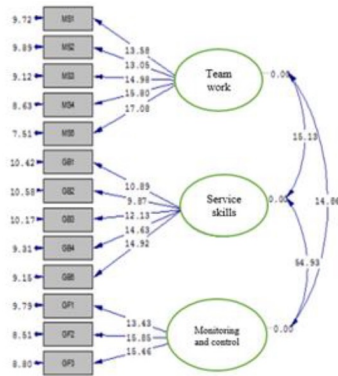 9.72 MS1
9.89 MS2
9.12 MS3
8.63 MS4
7.51 MS5
10.42 GB1
10.58 GB2
10.17 GB3
9.31 GB4
9.15 GB5
9.79 GF1
8.51 GF2
8.80 GF3
13.58
13.05
14.98
15.80
17.08
10.89
9.87
12.13
14.63
14.92
13.43
15.85
15.46
Team
work
Service
skills
Monitoring
and control
0.00
0.00
0.00
15.13
14.86
54.93